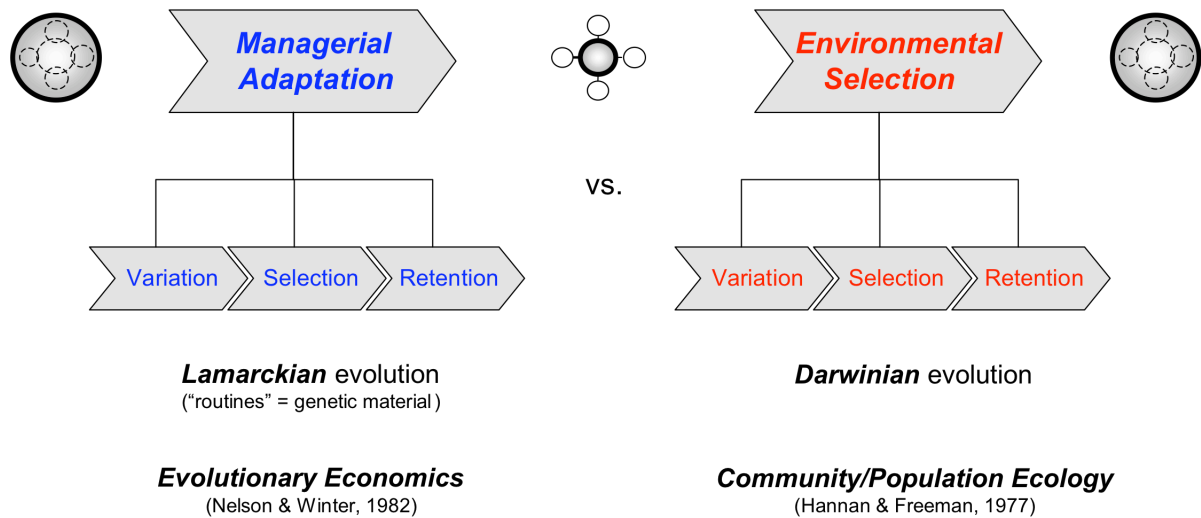 Managerial
Adaptation
Environmental
Selection
vs.
Variation
Selection
Retention
Variation
Selection
Retention
Lamarckian evolution
("routines" = genetic material)
Darwinian evolution
Evolutionary Economics
(Nelson & Winter, 1982)
Community/Population Ecology
(Hannan & Freeman, 1977)